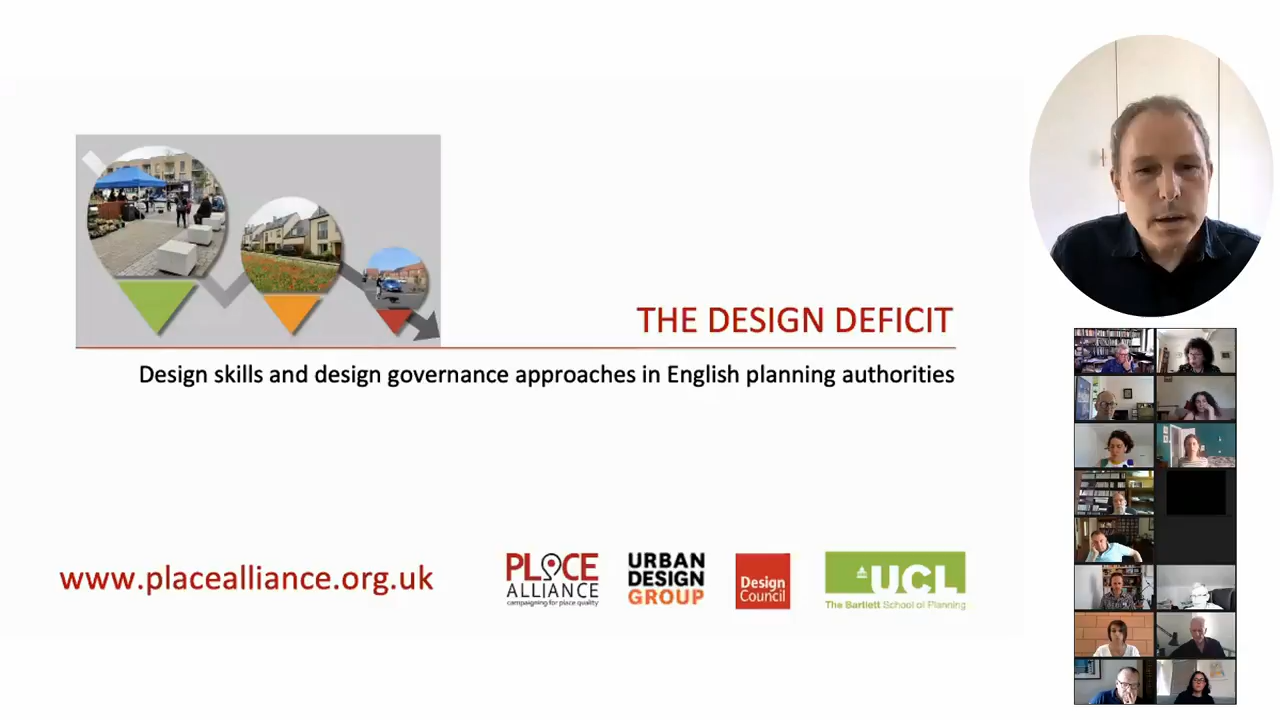 THE DESIGN DEFICIT
Design skills and design governance approaches in English planning authorities
www.placealliance.org.uk
PLACE
ALLIANCE
campaigning for place quality
URBAN
DESIGN
GROUP
Design
Council
UCL
The Bartlett School of Planning